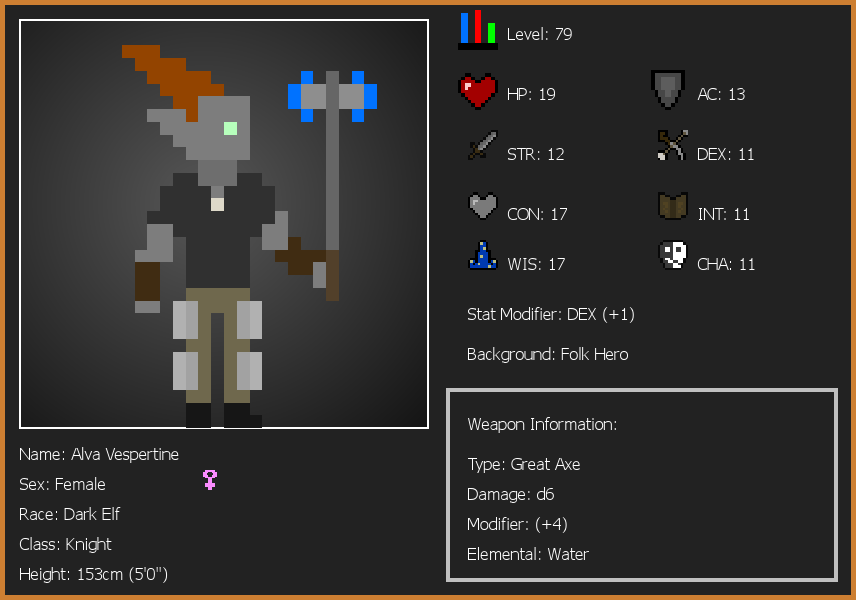 Level: 79
HP: 19
AC: 13
STR: 12
DEX: 11
CON: 17
INT: 11
WIS: 17
CHA: 11
Stat Modifier: DEX (+1)
Background: Folk Hero
Weapon Information:
Type: Great Axe
Damage: d6
Modifier: (+4)
Elemental: Water
Name: Alva Vespertine
Sex: Female
Race: Dark Elf
Class: Knight
Height: 153cm (5'0")